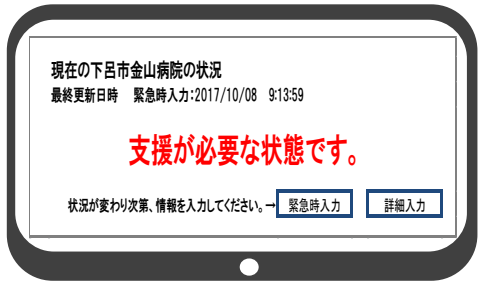 現在の下呂市金山病院の状況
最終更新日時　緊急時入力:2017/10/08　9:13:59
支援が必要な状態です。
状況が変わり次第、情報を入力してください。→ 緊急時入力 詳細入力